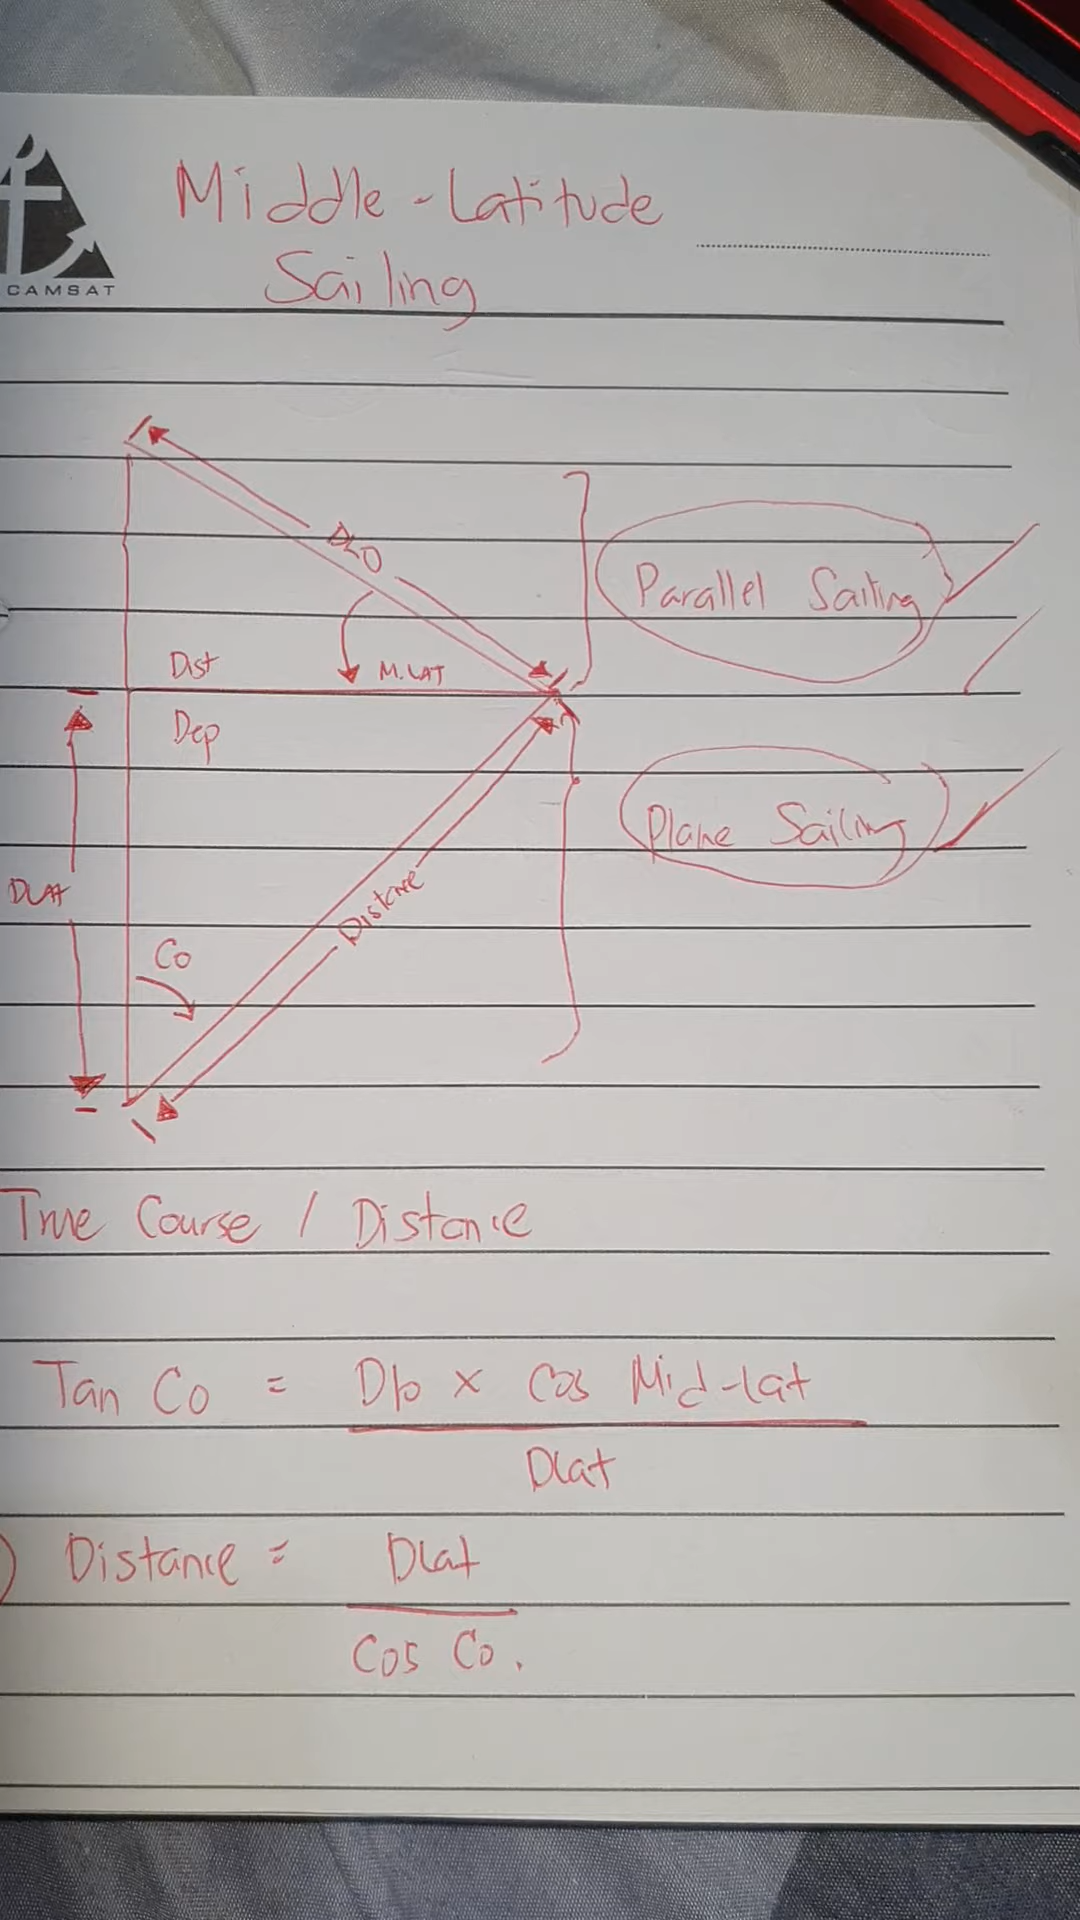 Middle-Latitude
Sailing
CAMSAT
DLO
Parallel Sailing
Dist
M.LAT
Dep
Plane Sailing
DLAT
Distance
Co
True Course / Distance
Tan Co = Dlo x Cos Mid-lat
Dlat
Distance = Dlat
Cos Co.